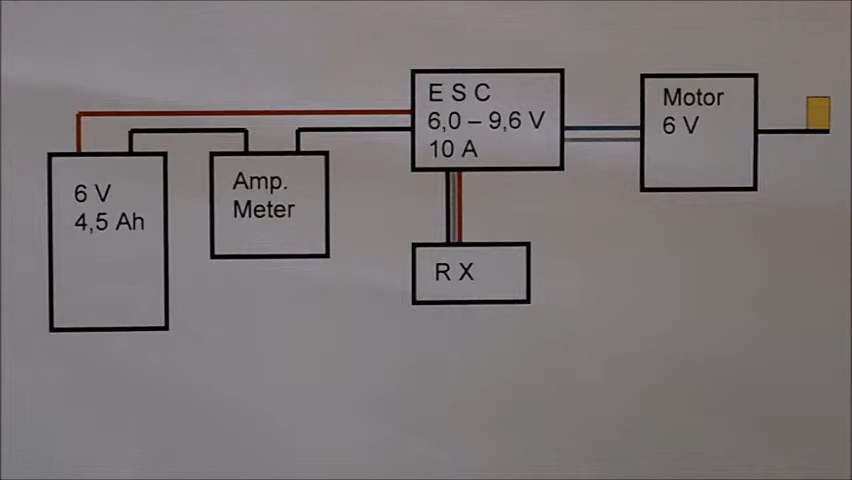 6 V
4,5 Ah
Amp.
Meter
E S C
6,0 – 9,6 V
10 A
R X
Motor
6 V